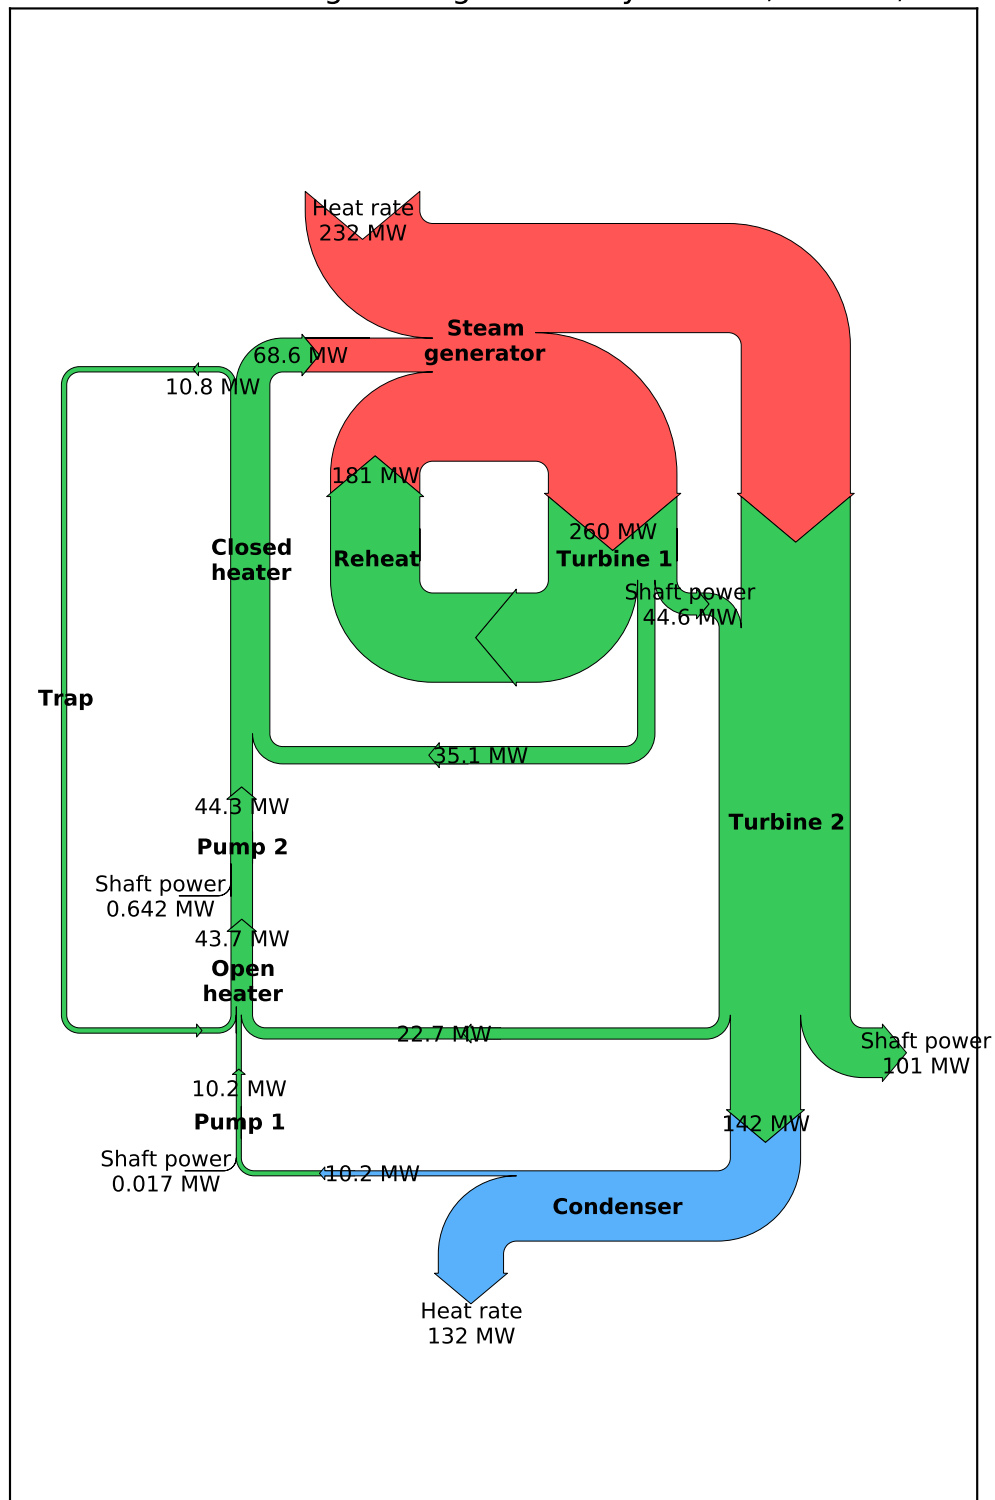 Heat rate
232 MW
Steam
generator
68.6 MW
10.8 MW
181 MW
260 MW
Closed
heater
Reheat
Turbine 1
Shaft power
44.6 MW
Trap
35.1 MW
44.3 MW
Turbine 2
Pump 2
Shaft power
0.642 MW
43.7 MW
Open
heater
22.7 MW
Shaft power
101 MW
10.2 MW
Pump 1
142 MW
Shaft power
0.017 MW
10.2 MW
Condenser
Heat rate
132 MW